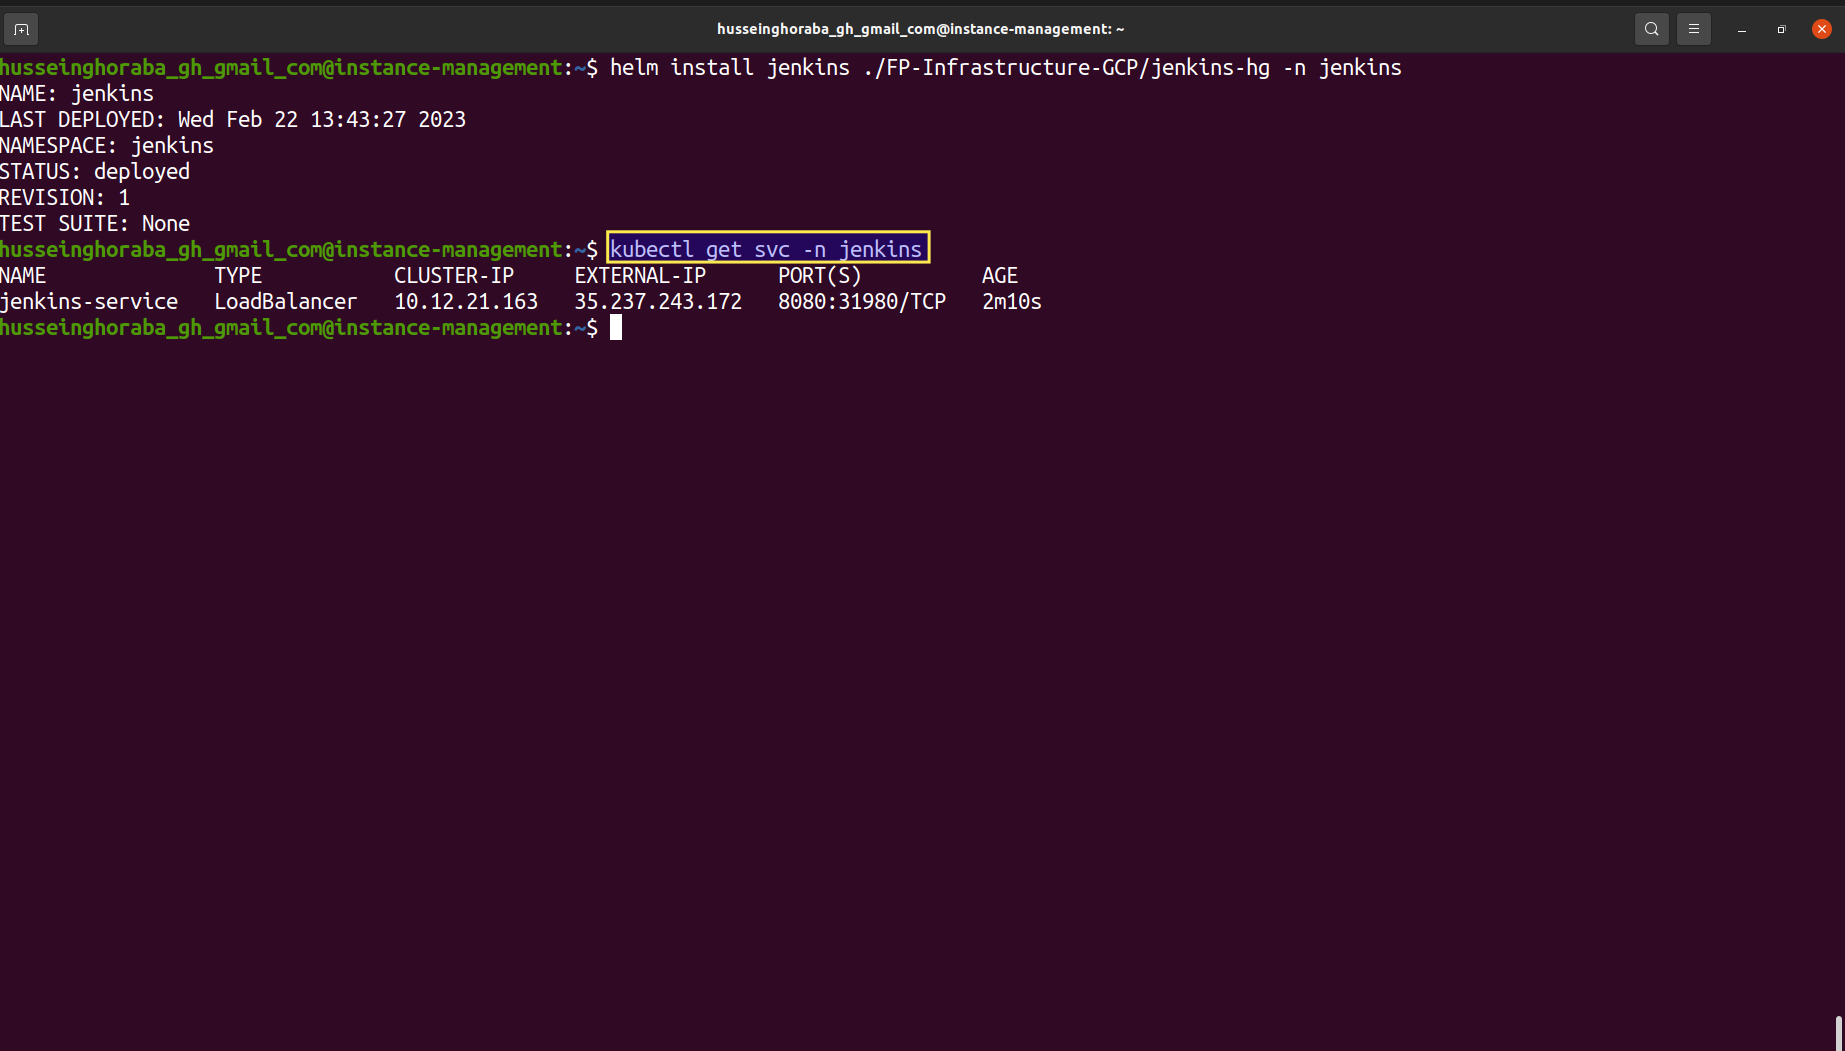 husseinghoraba_gh_gmail_com@instance-management: ~
husseinghoraba_gh_gmail_com@instance-management:~$ helm install jenkins ./FP-Infrastructure-GCP/jenkins-hg -n jenkins
NAME: jenkins
LAST DEPLOYED: Wed Feb 22 13:43:27 2023
NAMESPACE: jenkins
STATUS: deployed
REVISION: 1
TEST SUITE: None
husseinghoraba_gh_gmail_com@instance-management:~$ kubectl get svc -n jenkins
NAME TYPE CLUSTER-IP EXTERNAL-IP PORT(S) AGE
jenkins-service LoadBalancer 10.12.21.163 35.237.243.172 8080:31980/TCP 2m10s
husseinghoraba_gh_gmail_com@instance-management:~$